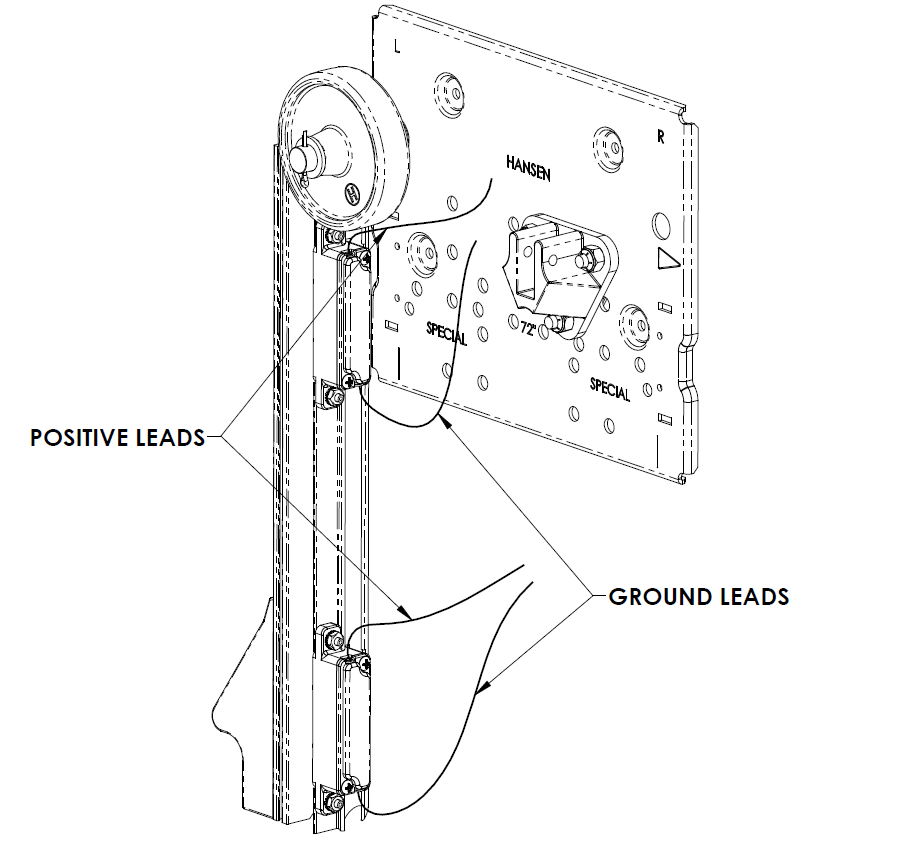 L
R
HANSEN
H
SPECIAL
72"
SPECIAL
POSITIVE LEADS
GROUND LEADS